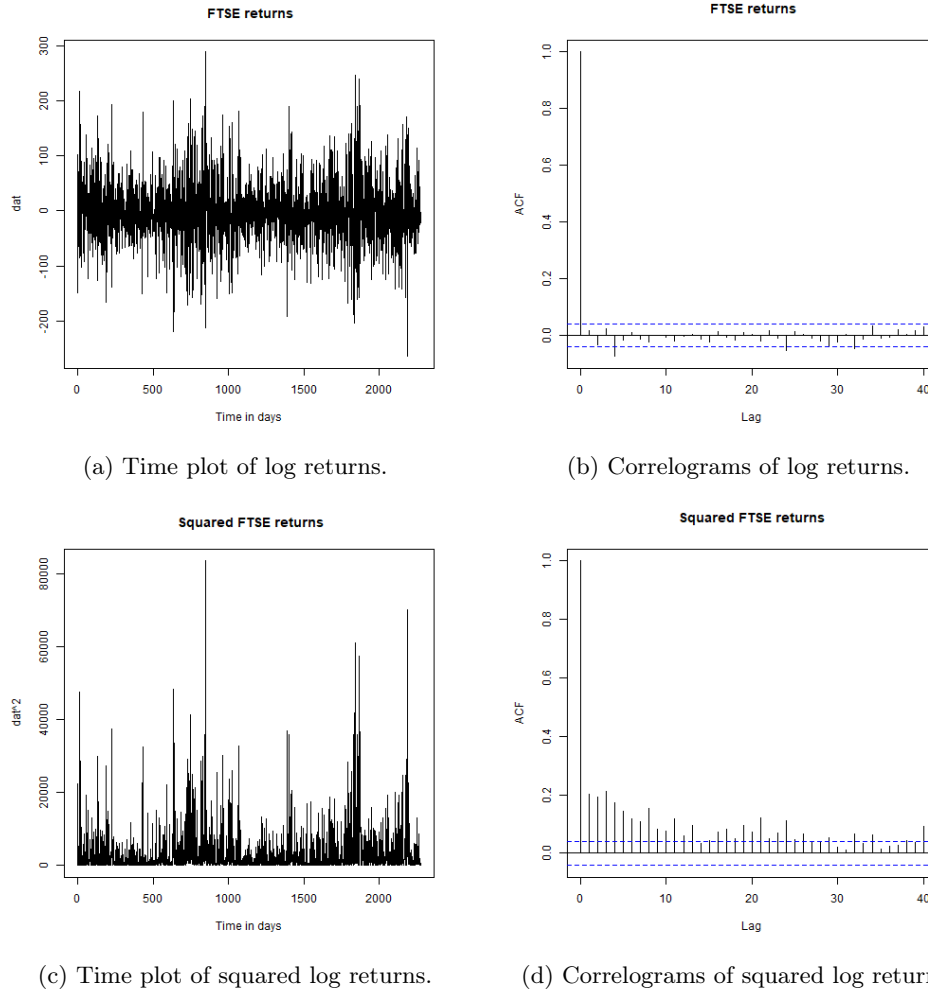 FTSE returns
300
200
100
0
-100
-200
dat
0 500 1000 1500 2000
Time in days
(a) Time plot of log returns.
FTSE returns
1.0
0.8
0.6
0.4
0.2
0.0
ACF
0 10 20 30 40
Lag
(b) Correlograms of log returns.
Squared FTSE returns
80000
60000
40000
20000
0
dat^2
0 500 1000 1500 2000
Time in days
(c) Time plot of squared log returns.
Squared FTSE returns
1.0
0.8
0.6
0.4
0.2
0.0
ACF
0 10 20 30 40
Lag
(d) Correlograms of squared log return